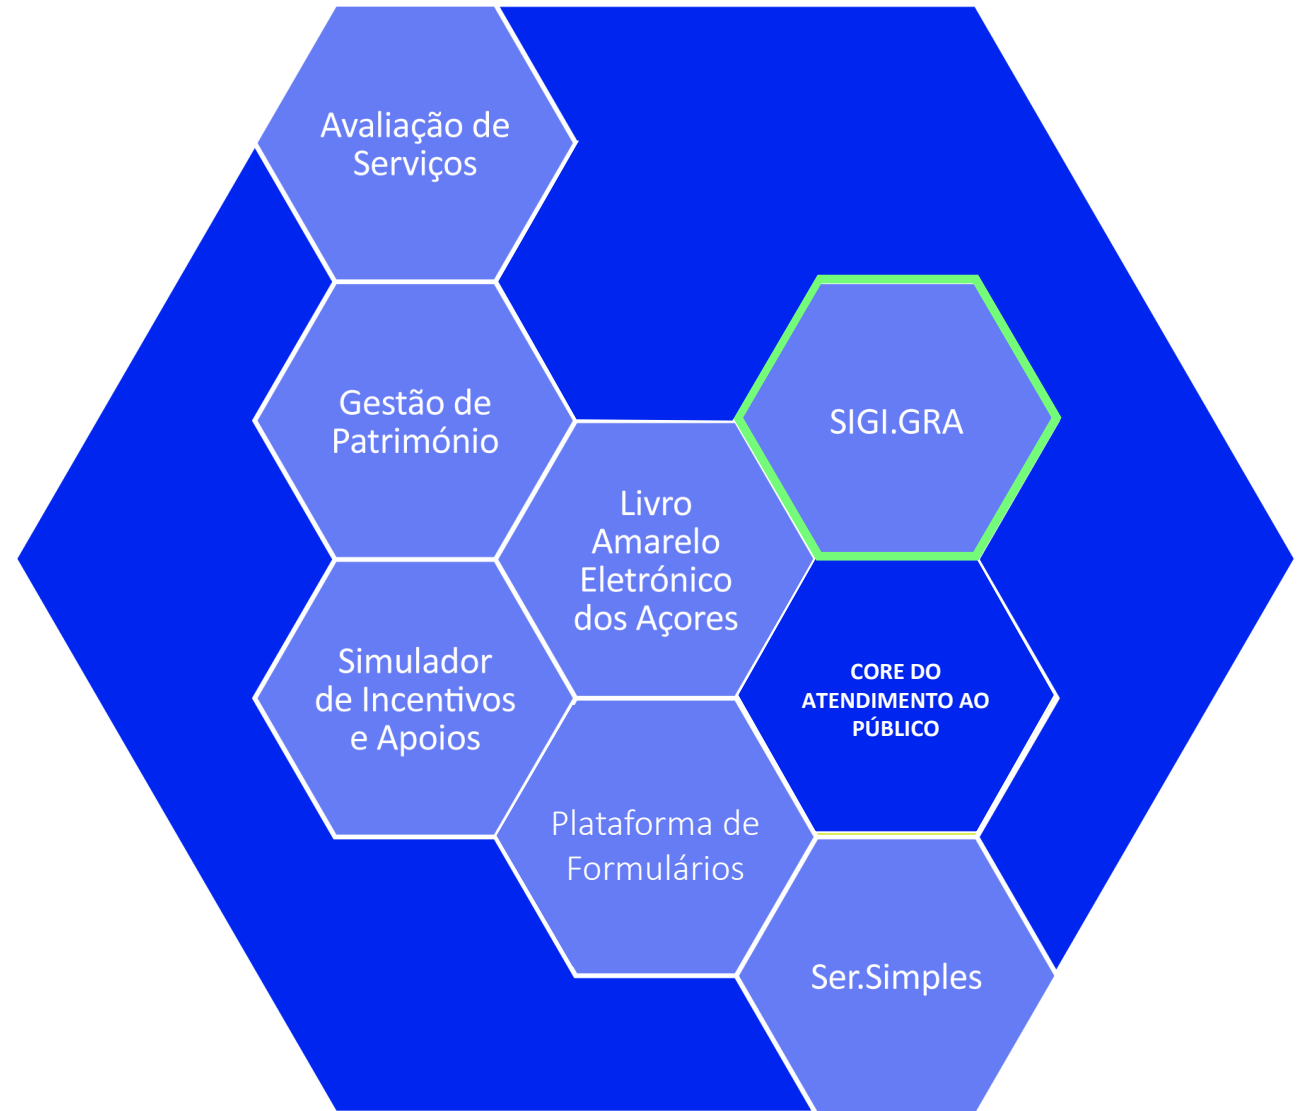 Avaliação de
Serviços
Gestão de
Património
SIGI.GRA
Livro
Amarelo
Eletrónico
dos Açores
Simulador
de Incentivos
e Apoios
CORE DO
ATENDIMENTO AO
PÚBLICO
Plataforma de
Formulários
Ser.Simples